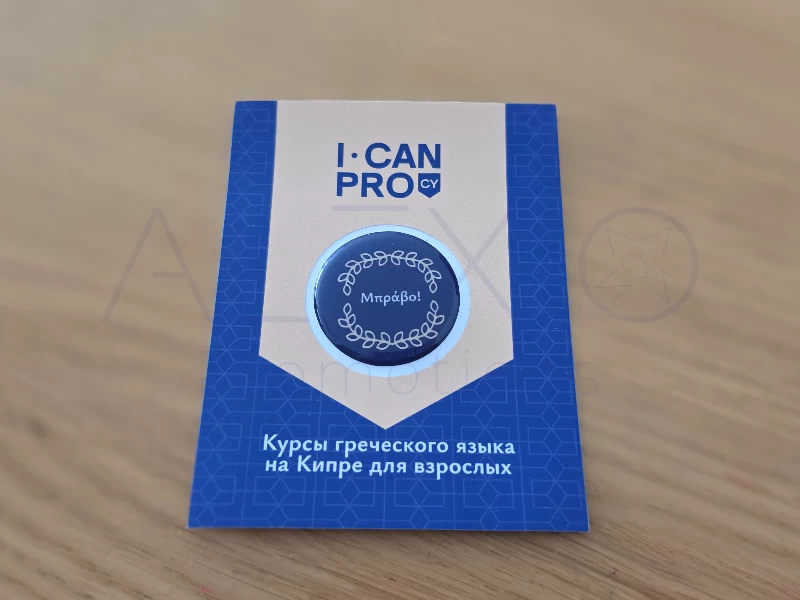 I·CAN
PRO CY
Μπράβο!
Курсы греческого языка
на Кипре для взрослых